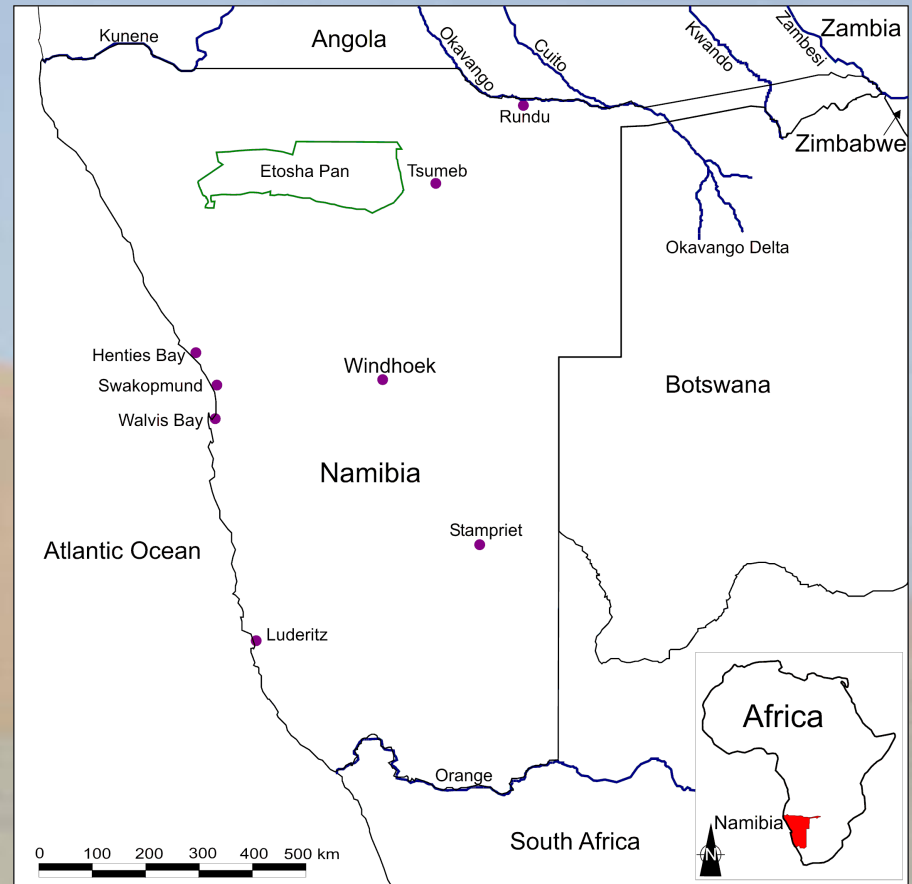 Kunene
Angola
Okavango
Cuito
Kwando
Zambesi
Zambia
Rundu
Zimbabwe
Etosha Pan
Tsumeb
Okavango Delta
Henties Bay
Windhoek
Swakopmund
Botswana
Walvis Bay
Namibia
Stampriet
Atlantic Ocean
Luderitz
Africa
Orange
Namibia
South Africa
N
0 100 200 300 400 500 km